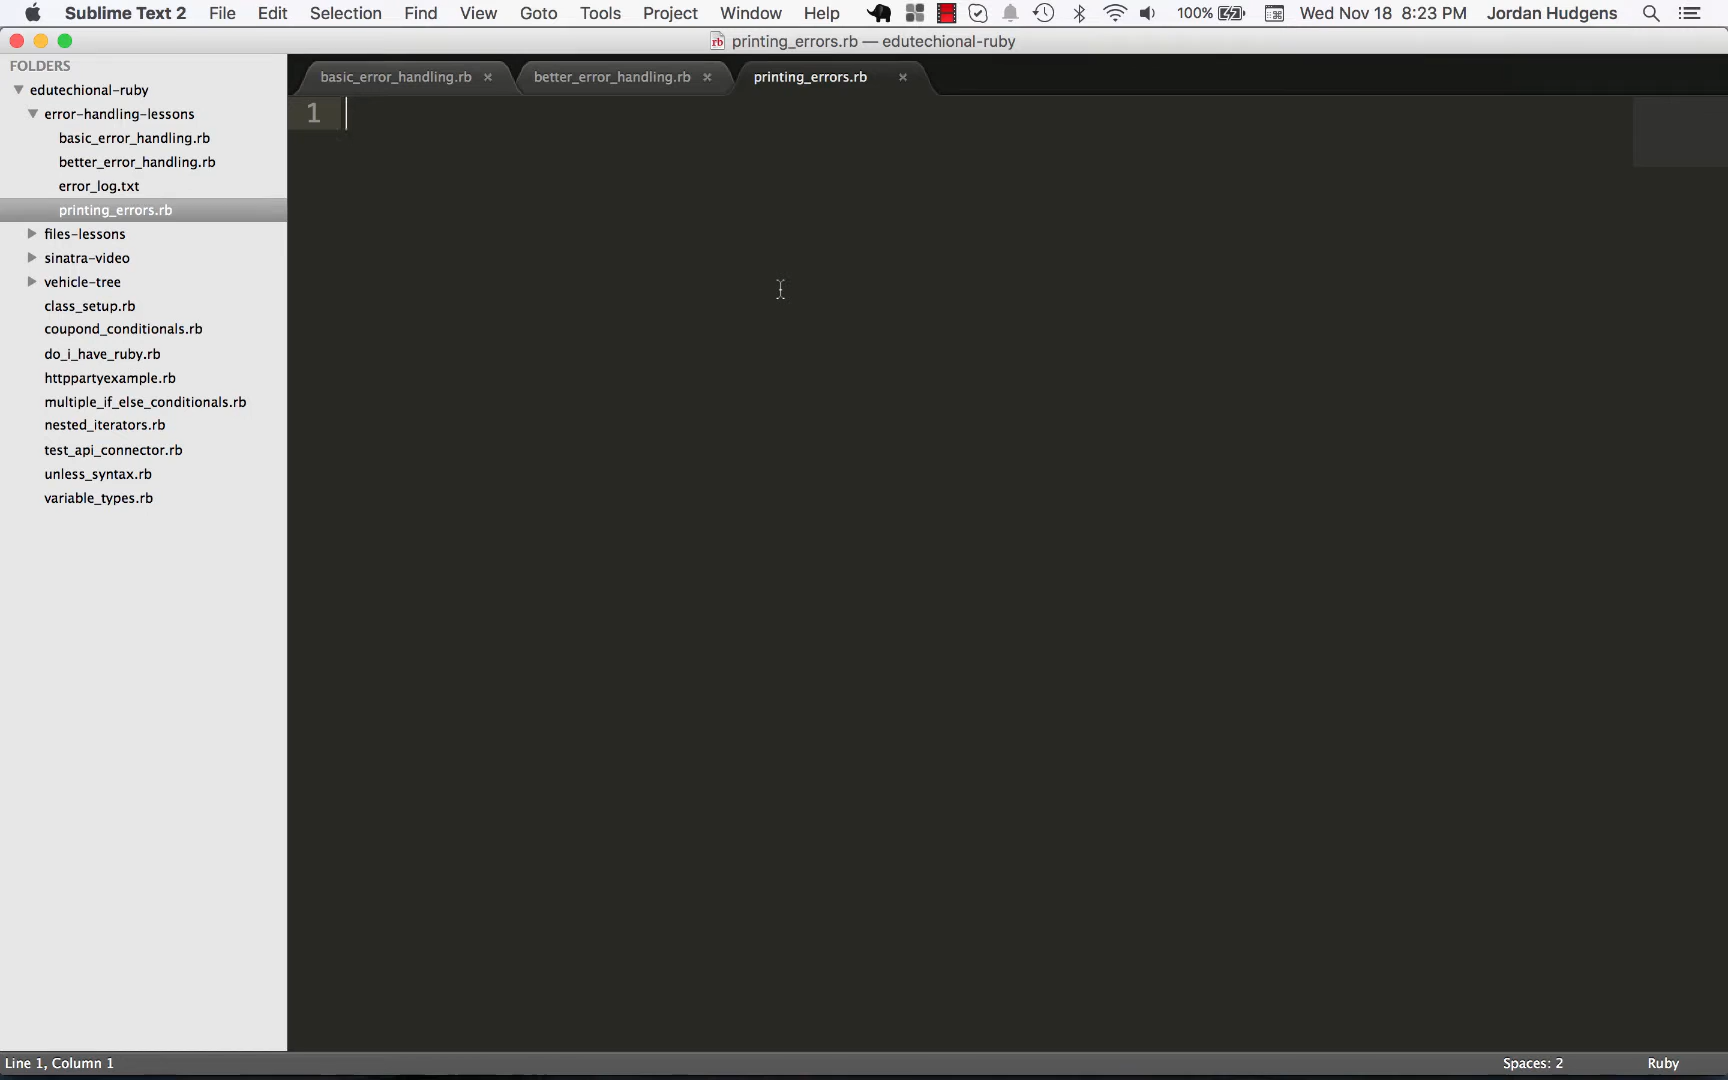 Sublime Text 2 File Edit Selection Find View Goto Tools Project Window Help 100% Wed Nov 18 8:23 PM Jordan Hudgens
rb printing_errors.rb — edutechional-ruby
FOLDERS
edutechional-ruby
error-handling-lessons
basic_error_handling.rb
better_error_handling.rb
error_log.txt
printing_errors.rb
files-lessons
sinatra-video
vehicle-tree
class_setup.rb
coupond_conditionals.rb
do_i_have_ruby.rb
httppartyexample.rb
multiple_if_else_conditionals.rb
nested_iterators.rb
test_api_connector.rb
unless_syntax.rb
variable_types.rb
basic_error_handling.rb × better_error_handling.rb × printing_errors.rb ×
1
Line 1, Column 1 Spaces: 2 Ruby